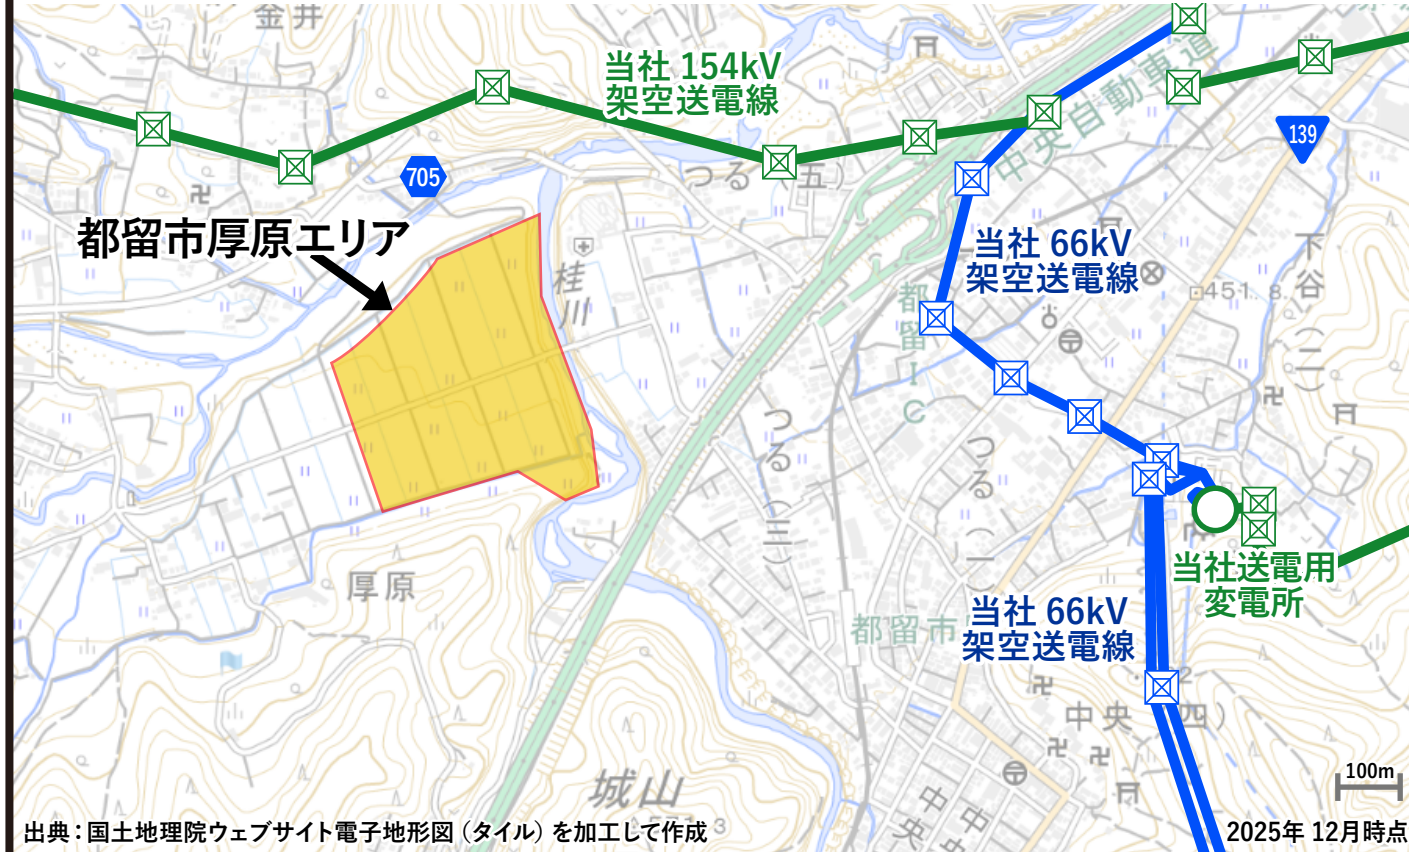 金井
当社 154kV
架空送電線
中央自動車道
139
705
つる(五)
都留市厚原エリア
桂川
当社 66kV
架空送電線
下谷(二)
451.8
都留IC
つる(三)
つる(一)
厚原
当社送電用
変電所
当社 66kV
架空送電線
都留市
中央(四)
城山
中央
中央
100m
出典：国土地理院ウェブサイト電子地形図（タイル）を加工して作成
2025年 12月時点